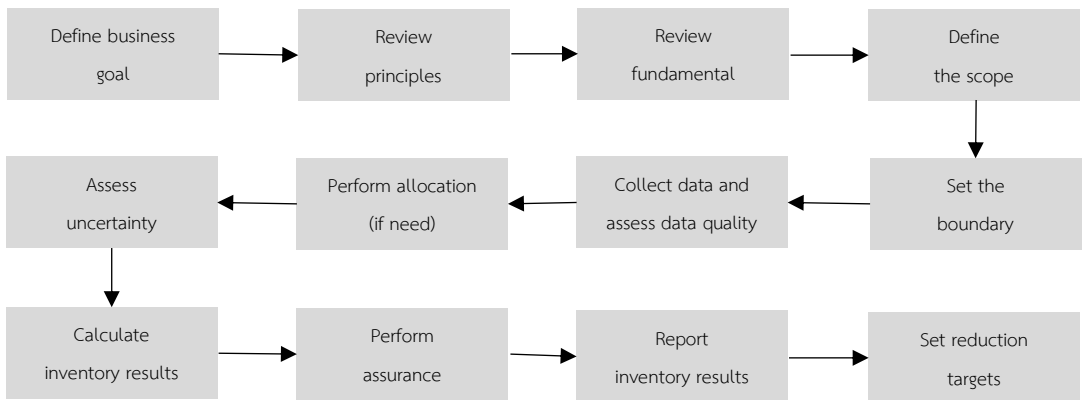 Define business
goal
Review
principles
Review
fundamental
Define
the scope
Set the
boundary
Collect data and
assess data quality
Perform allocation
(if need)
Assess
uncertainty
Calculate
inventory results
Perform
assurance
Report
inventory results
Set reduction
targets